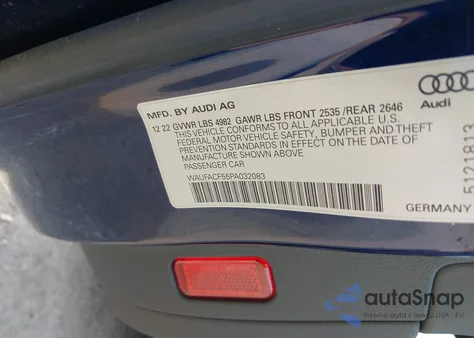 MFD. BY AUDI AG
12.22 GVWR LBS 4982 GAWR LBS FRONT 2535 /REAR 2646
THIS VEHICLE CONFORMS TO ALL APPLICABLE U.S.
FEDERAL MOTOR VEHICLE SAFETY, BUMPER AND THEFT
PREVENTION STANDARDS IN EFFECT ON THE DATE OF
MANUFACTURE SHOWN ABOVE.
PASSENGER CAR
WAUFACF55PA032083
Audi
GERMANY
autoSnap